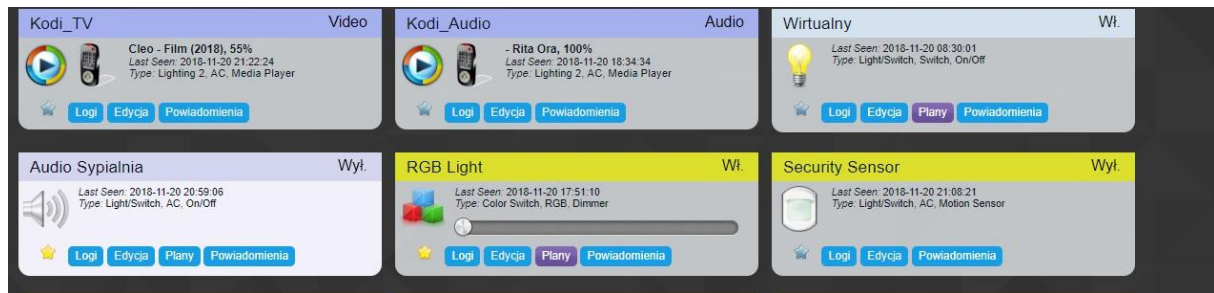 Kodi_TV Video
Cleo - Film (2018), 55%
Last Seen: 2018-11-20 21:22:24
Type: Lighting 2, AC, Media Player
Logi Edycja Powiadomienia
Kodi_Audio Audio
- Rita Ora, 100%
Last Seen: 2018-11-20 18:34:34
Type: Lighting 2, AC, Media Player
Logi Edycja Powiadomienia
Wirtualny Wł.
Last Seen: 2018-11-20 08:30:01
Type: Light/Switch, Switch, On/Off
Logi Edycja Plany Powiadomienia
Audio Sypialnia Wył.
Last Seen: 2018-11-20 20:59:06
Type: Light/Switch, AC, On/Off
Logi Edycja Plany Powiadomienia
RGB Light Wł.
Last Seen: 2018-11-20 17:51:10
Type: Color Switch, RGB, Dimmer
Logi Edycja Plany Powiadomienia
Security Sensor Wył.
Last Seen: 2018-11-20 21:08:21
Type: Light/Switch, AC, Motion Sensor
Logi Edycja Powiadomienia